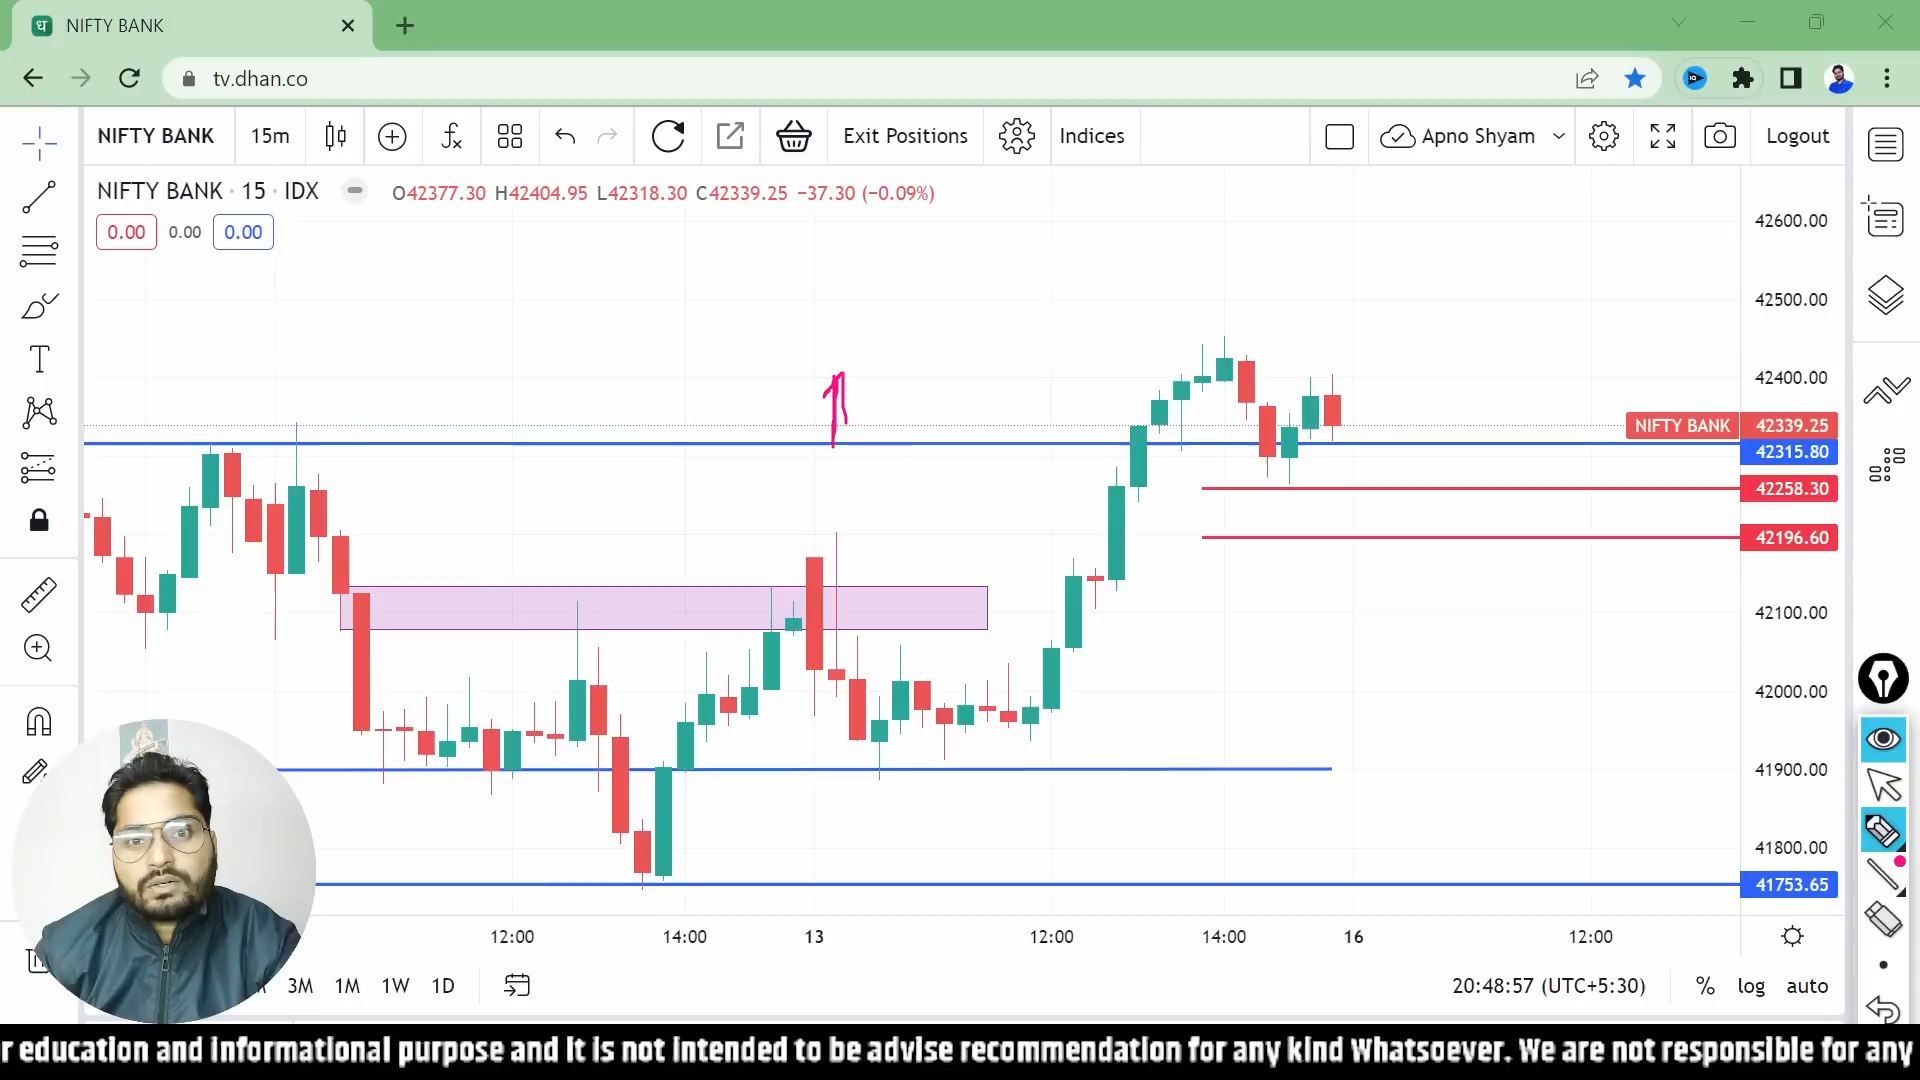 ध NIFTY BANK
tv.dhan.co
NIFTY BANK 15m Exit Positions Indices Apno Shyam Logout
NIFTY BANK · 15 · IDX O42377.30 H42404.95 L42318.30 C42339.25 −37.30 (−0.09%)
0.00 0.00 0.00
42600.00
42500.00
42400.00
NIFTY BANK 42339.25
42315.80
42258.30
42196.60
42100.00
42000.00
41900.00
41800.00
41753.65
12:00 14:00 13 12:00 14:00 16 12:00
3M 1M 1W 1D 20:48:57 (UTC+5:30) % log auto
r education and informational purpose and it is not intended to be advise recommendation for any kind Whatsoever. We are not responsible for any